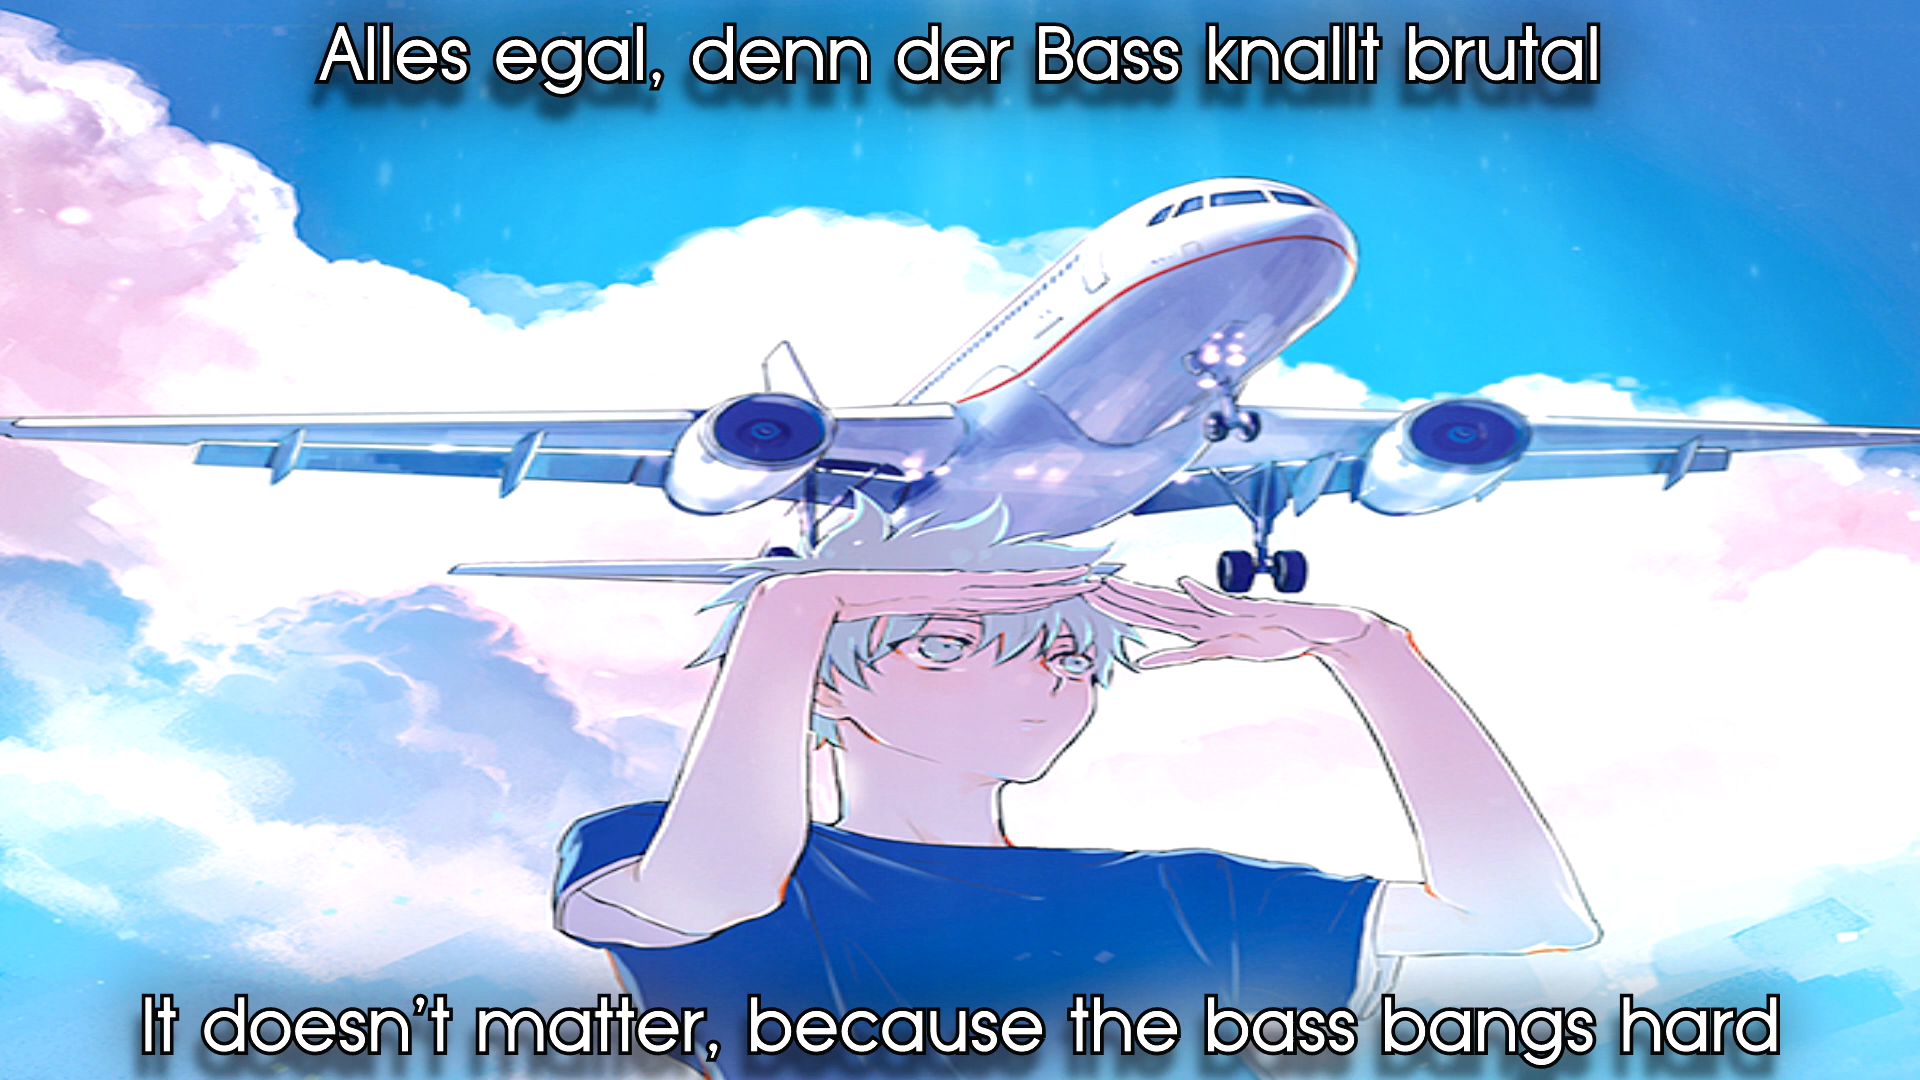 Alles egal, denn der Bass knallt brutal
It doesn't matter, because the bass bangs hard